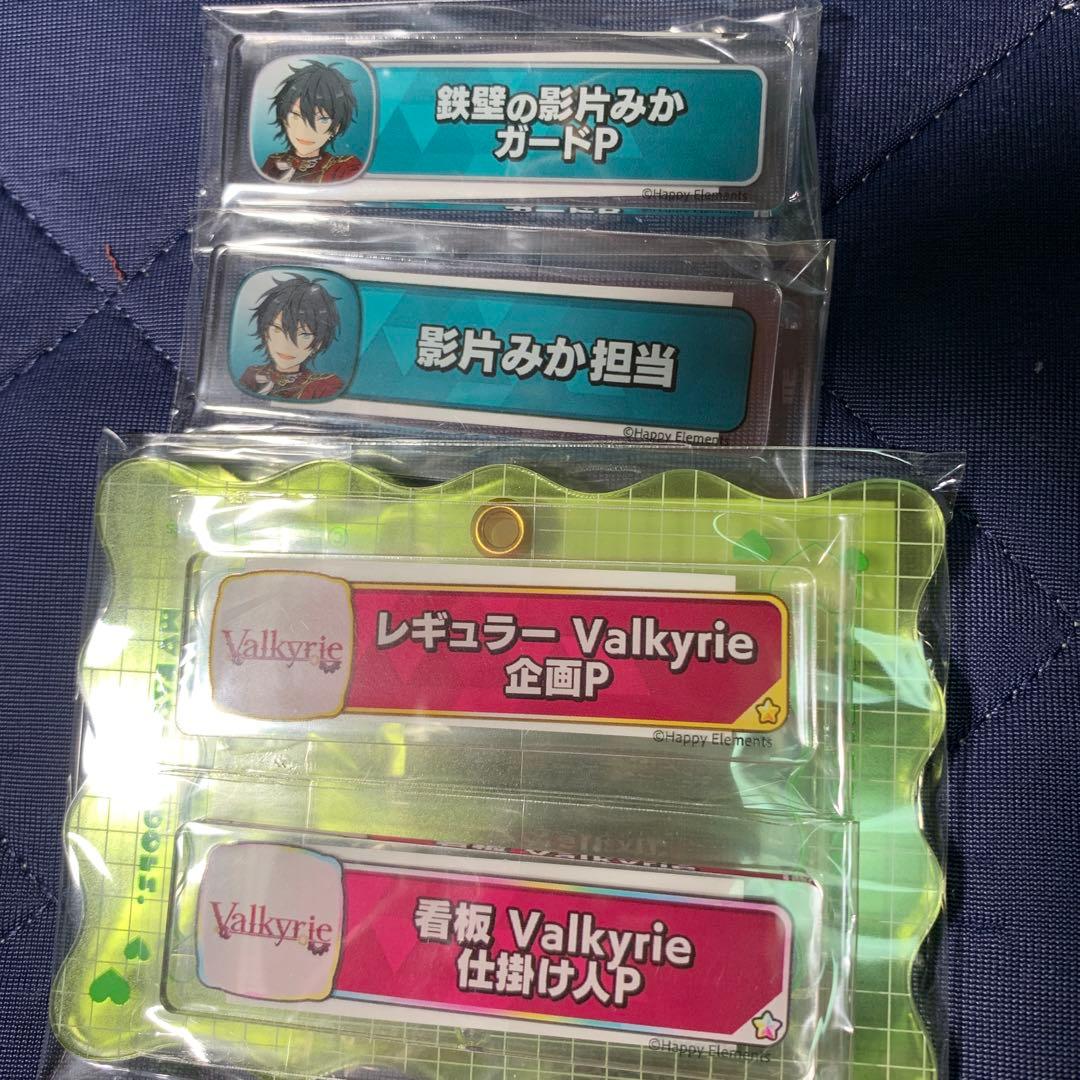 鉄壁の影片みか
ガードP
©Happy Elements
影片みか担当
©Happy Elements
Valkyrie
レギュラー Valkyrie
企画P
©Happy Elements
Valkyrie
看板 Valkyrie
仕掛け人P
©Happy Elements